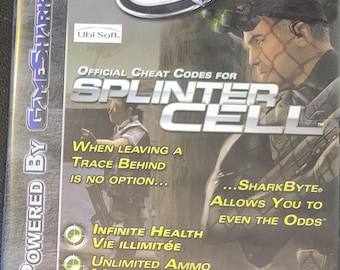 Ubi Soft
OFFICIAL CHEAT CODES FOR
SPLINTER
CELL™
WHEN LEAVING A
TRACE BEHIND
IS NO OPTION...
...SHARKBYTE®
ALLOWS YOU TO
EVEN THE ODDS
INFINITE HEALTH
VIE ILLIMITÉE
UNLIMITED AMMO
POWERED BY GAMESHARK